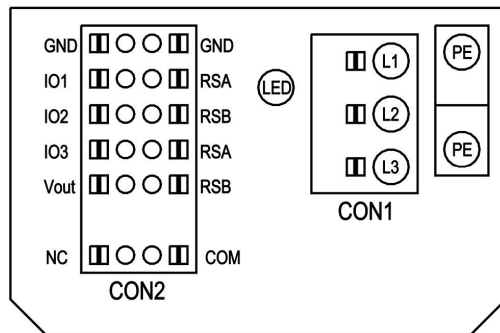 GND GND
IO1 RSA
IO2 RSB
IO3 RSA
Vout RSB
NC COM
CON2
LED
L1
L2
L3
CON1
PE
PE